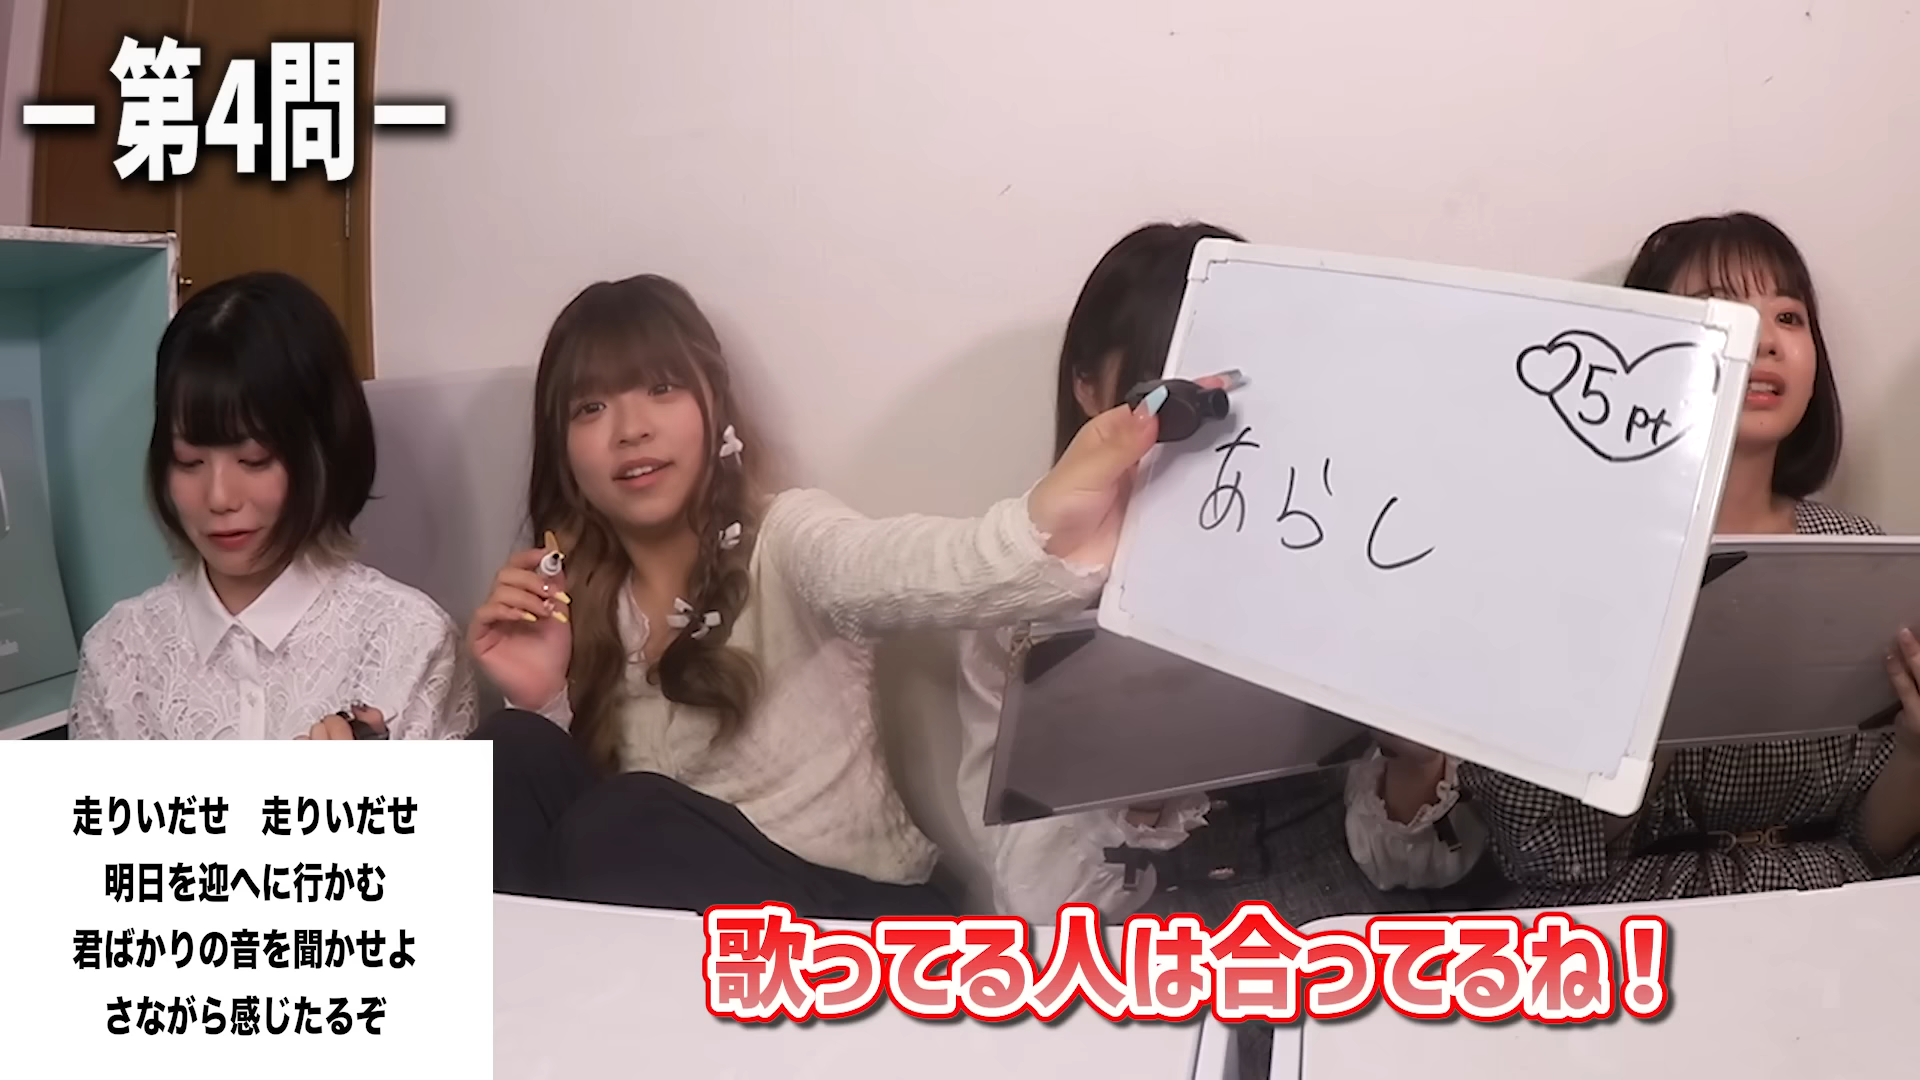 －第4問－
5pt
あらし
走りいだせ　走りいだせ
明日を迎へに行かむ
君ばかりの音を聞かせよ
さながら感じたるぞ
歌ってる人は合ってるね！